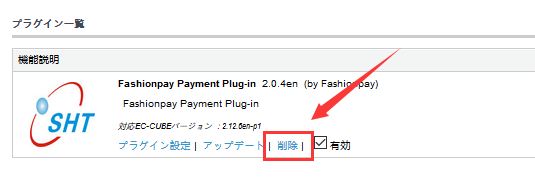 プラグイン一覧
機能説明
SHT
Fashionpay Payment Plug-in 2.0.4en (by Fashionpay)
Fashionpay Payment Plug-in
対応EC-CUBEバージョン : 2.12.6en-p1
プラグイン設定 | アップデート | 削除 | 有効